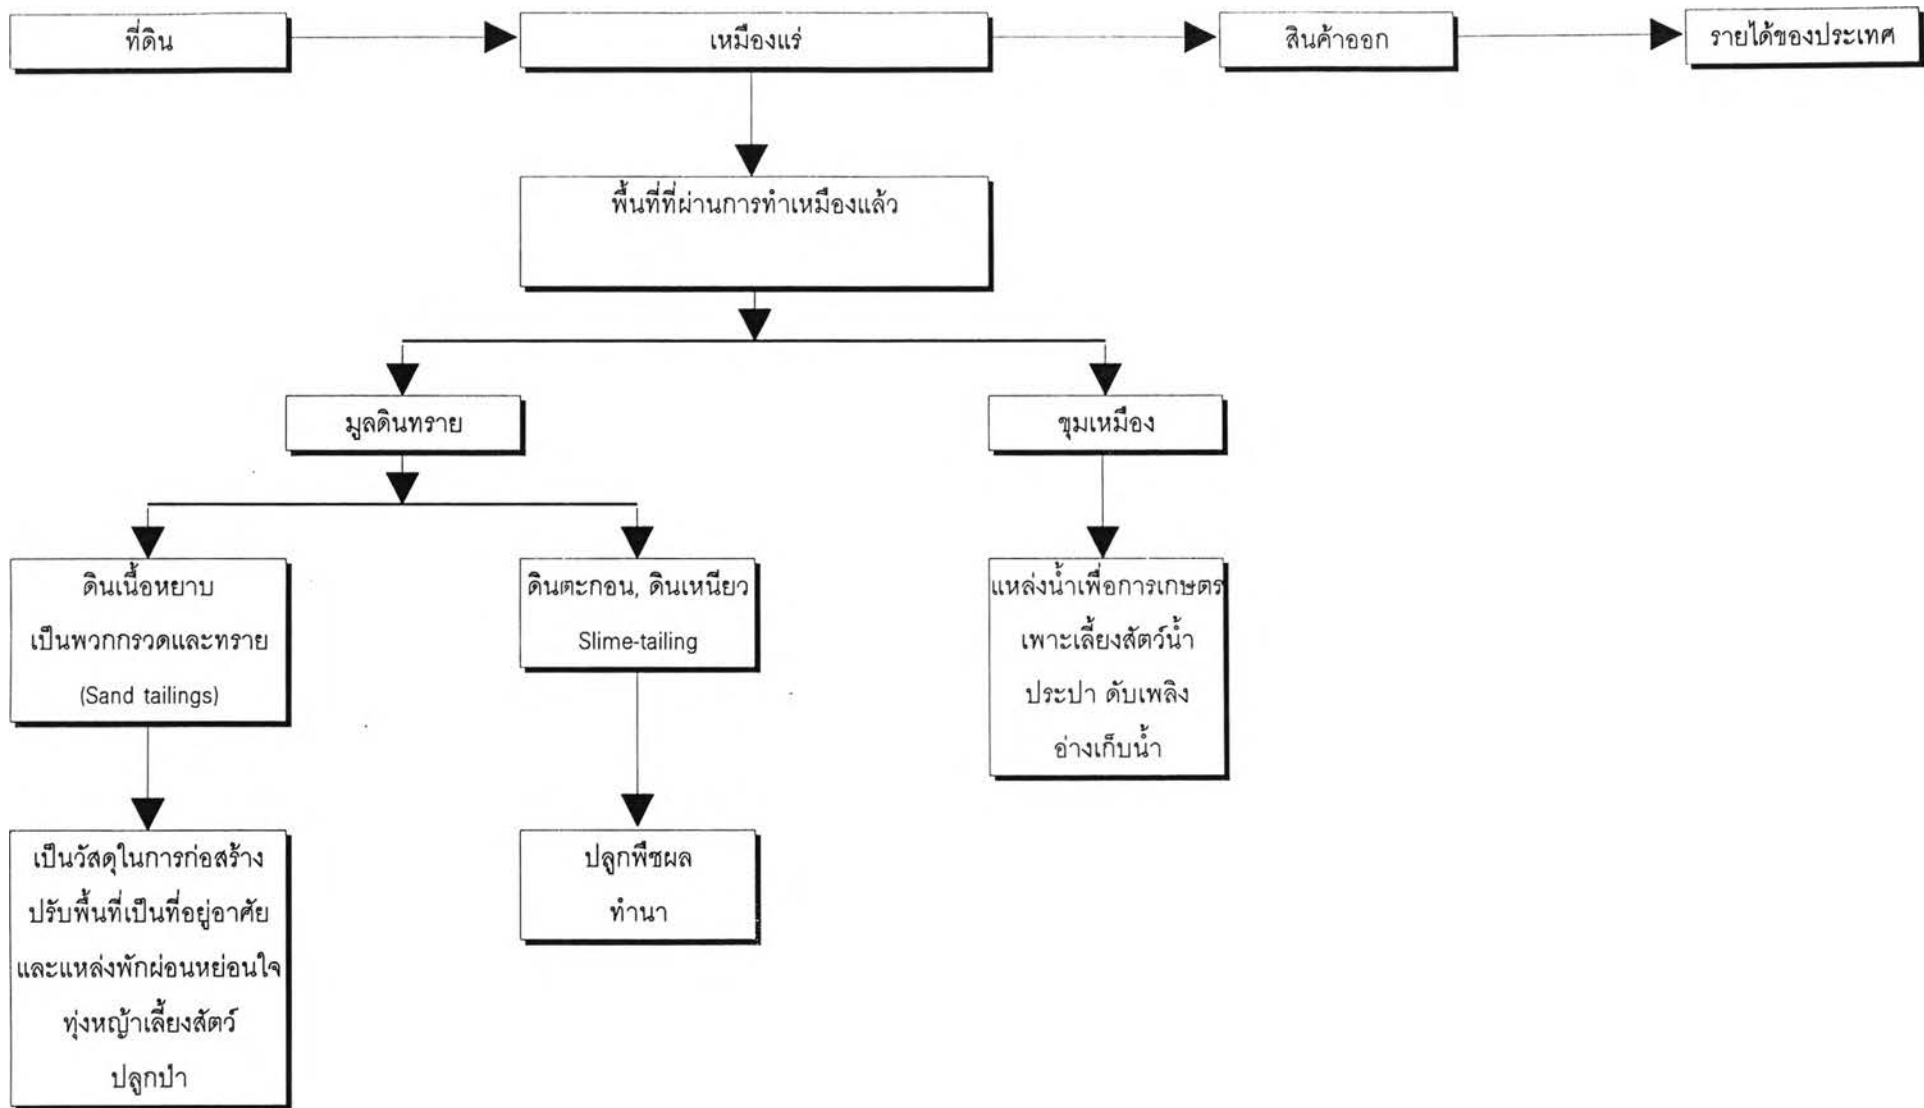 ที่ดิน
เหมืองแร่
สินค้าออก
รายได้ของประเทศ
พื้นที่ที่ผ่านการทำเหมืองแล้ว
มูลดินทราย
ขุมเหมือง
ดินเนื้อหยาบ
เป็นพวกกรวดและทราย
(Sand tailings)
ดินตะกอน, ดินเหนียว
Slime-tailing
แหล่งน้ำเพื่อการเกษตร
เพาะเลี้ยงสัตว์น้ำ
ประปา ดับเพลิง
อ่างเก็บน้ำ
เป็นวัสดุในการก่อสร้าง
ปรับพื้นที่เป็นที่อยู่อาศัย
และแหล่งพักผ่อนหย่อนใจ
ทุ่งหญ้าเลี้ยงสัตว์
ปลูกป่า
ปลูกพืชผล
ทำนา